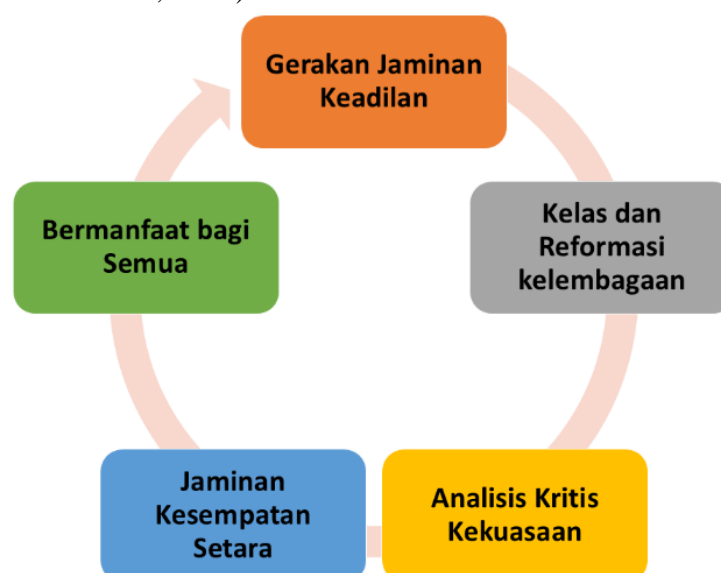 Gerakan Jaminan
Keadilan
Kelas dan
Reformasi
kelembagaan
Analisis Kritis
Kekuasaan
Jaminan
Kesempatan
Setara
Bermanfaat bagi
Semua